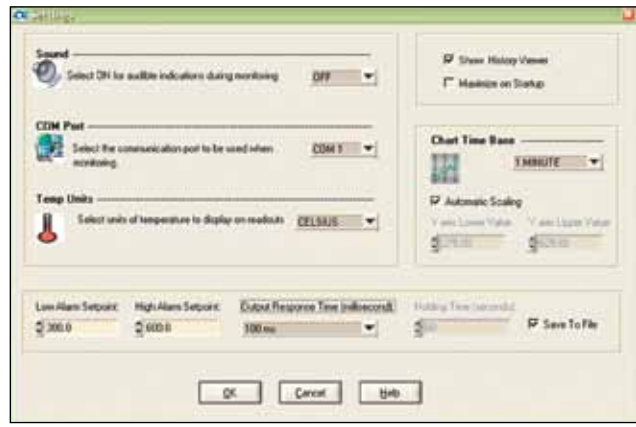 Settings
Sound
Select ON for audible indications during monitoring
OFF
COM Port
Select the communication port to be used when
monitoring.
COM 1
Temp Units
Select units of temperature to display on readouts
CELSIUS
Show History Viewer
Maximize on Startup
Chart Time Base
1 MINUTE
Automatic Scaling
Y axis Lower Value Y axis Upper Value
Low Alarm Setpoint: High Alarm Setpoint: Output Response Time (millisecond): Holding Time (seconds):
300.0 600.0 100 ms
Save To File
OK Cancel Help